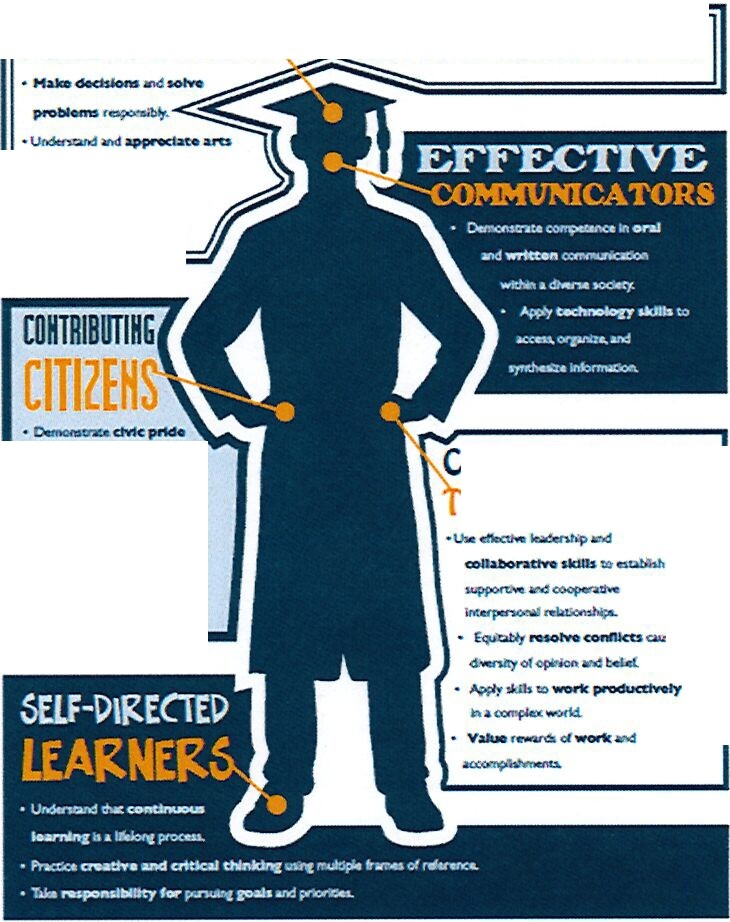 • Make decisions and solve
problems responsibly.
• Understand and appreciate arts
EFFECTIVE
COMMUNICATORS
• Demonstrate competence in oral
and written communication
within a diverse society.
• Apply technology skills to
access, organize, and
synthesize information.
CONTRIBUTING
CITIZENS
• Demonstrate civic pride
C
T
• Use effective leadership and
collaborative skills to establish
supportive and cooperative
interpersonal relationships.
• Equitably resolve conflicts
diversity of opinion and belief.
• Apply skills to work productively
in a complex world.
• Value rewards of work and
accomplishments.
SELF-DIRECTED
LEARNERS
• Understand that continuous
learning is a lifelong process.
• Practice creative and critical thinking using multiple frames of reference.
• Take responsibility for pursuing goals and priorities.